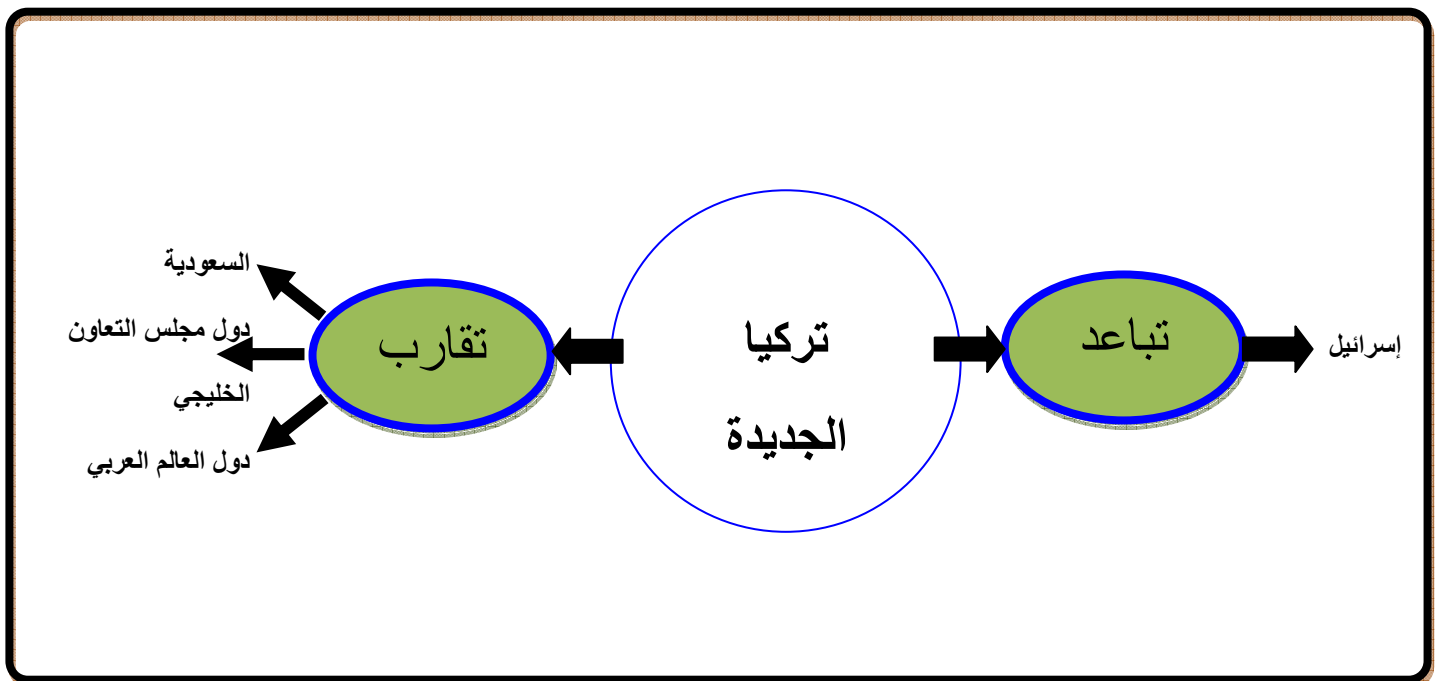 إسرائيل
تباعد
تركيا
الجديدة
تقارب
السعودية
دول مجلس التعاون
الخليجي
دول العالم العربي